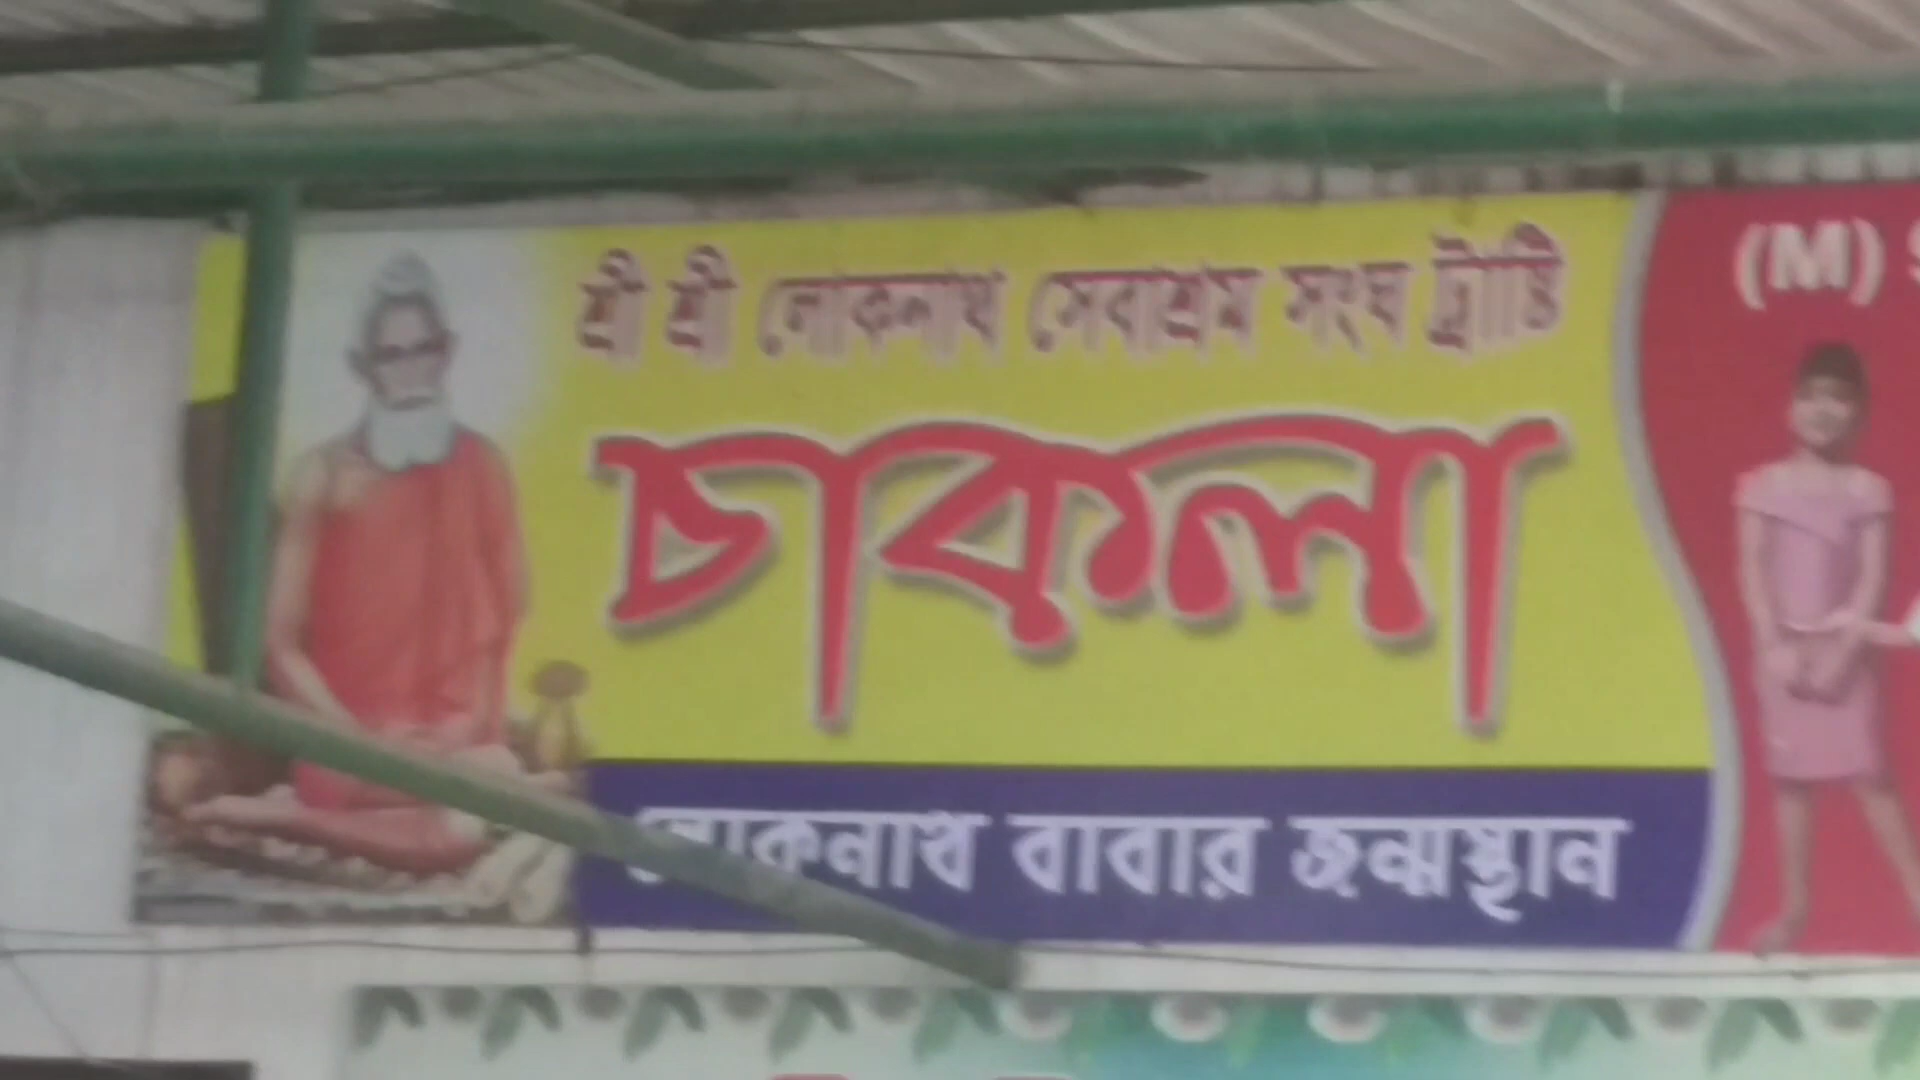 শ্রী শ্রী লোকনাথ সেবাশ্রম সংঘ ট্রাষ্টি
(M)
চাকলা
লোকনাথ বাবার জন্মস্থান